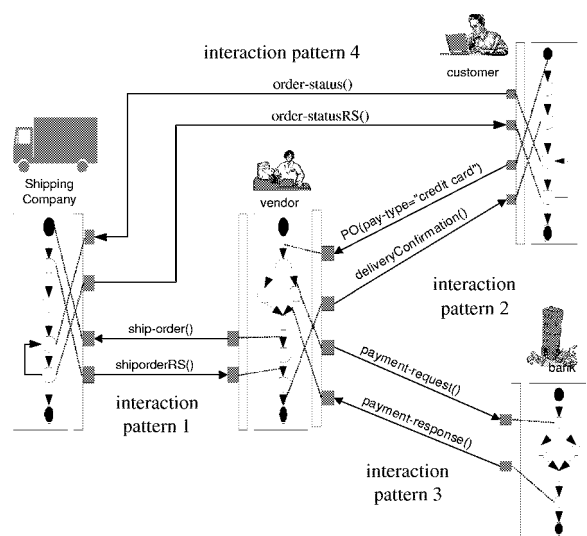 interaction pattern 4
customer
order-status()
order-statusRS()
Shipping
Company
vendor
PO(pay-type="credit card")
deliveryConfirmation()
interaction
pattern 2
ship-order()
shiporderRS()
interaction
pattern 1
payment-request()
payment-response()
bank
interaction
pattern 3